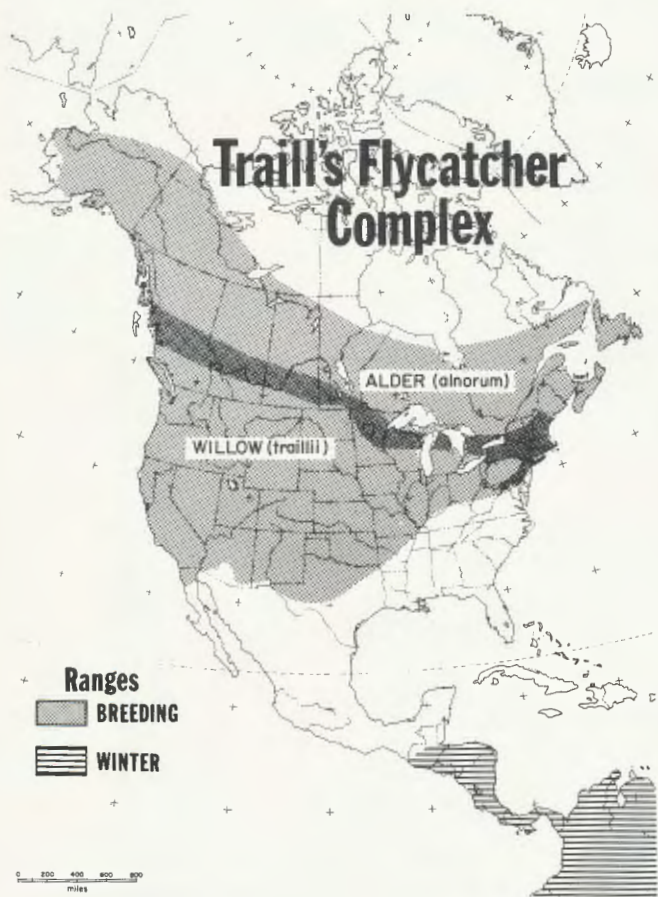 Traill's Flycatcher
Complex
ALDER (alnorum)
WILLOW (traillii)
Ranges
BREEDING
WINTER
0 200 400 600 800
miles